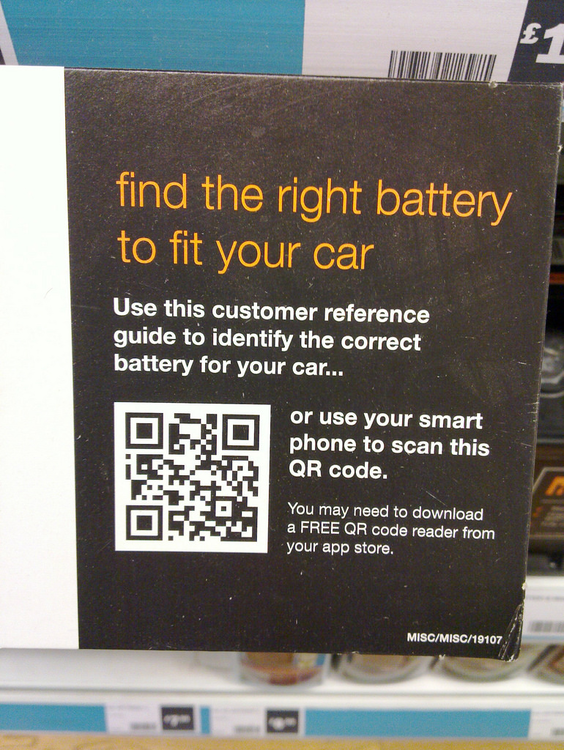 £1
find the right battery
to fit your car
Use this customer reference
guide to identify the correct
battery for your car...
or use your smart
phone to scan this
QR code.
You may need to download
a FREE QR code reader from
your app store.
MISC/MISC/19107